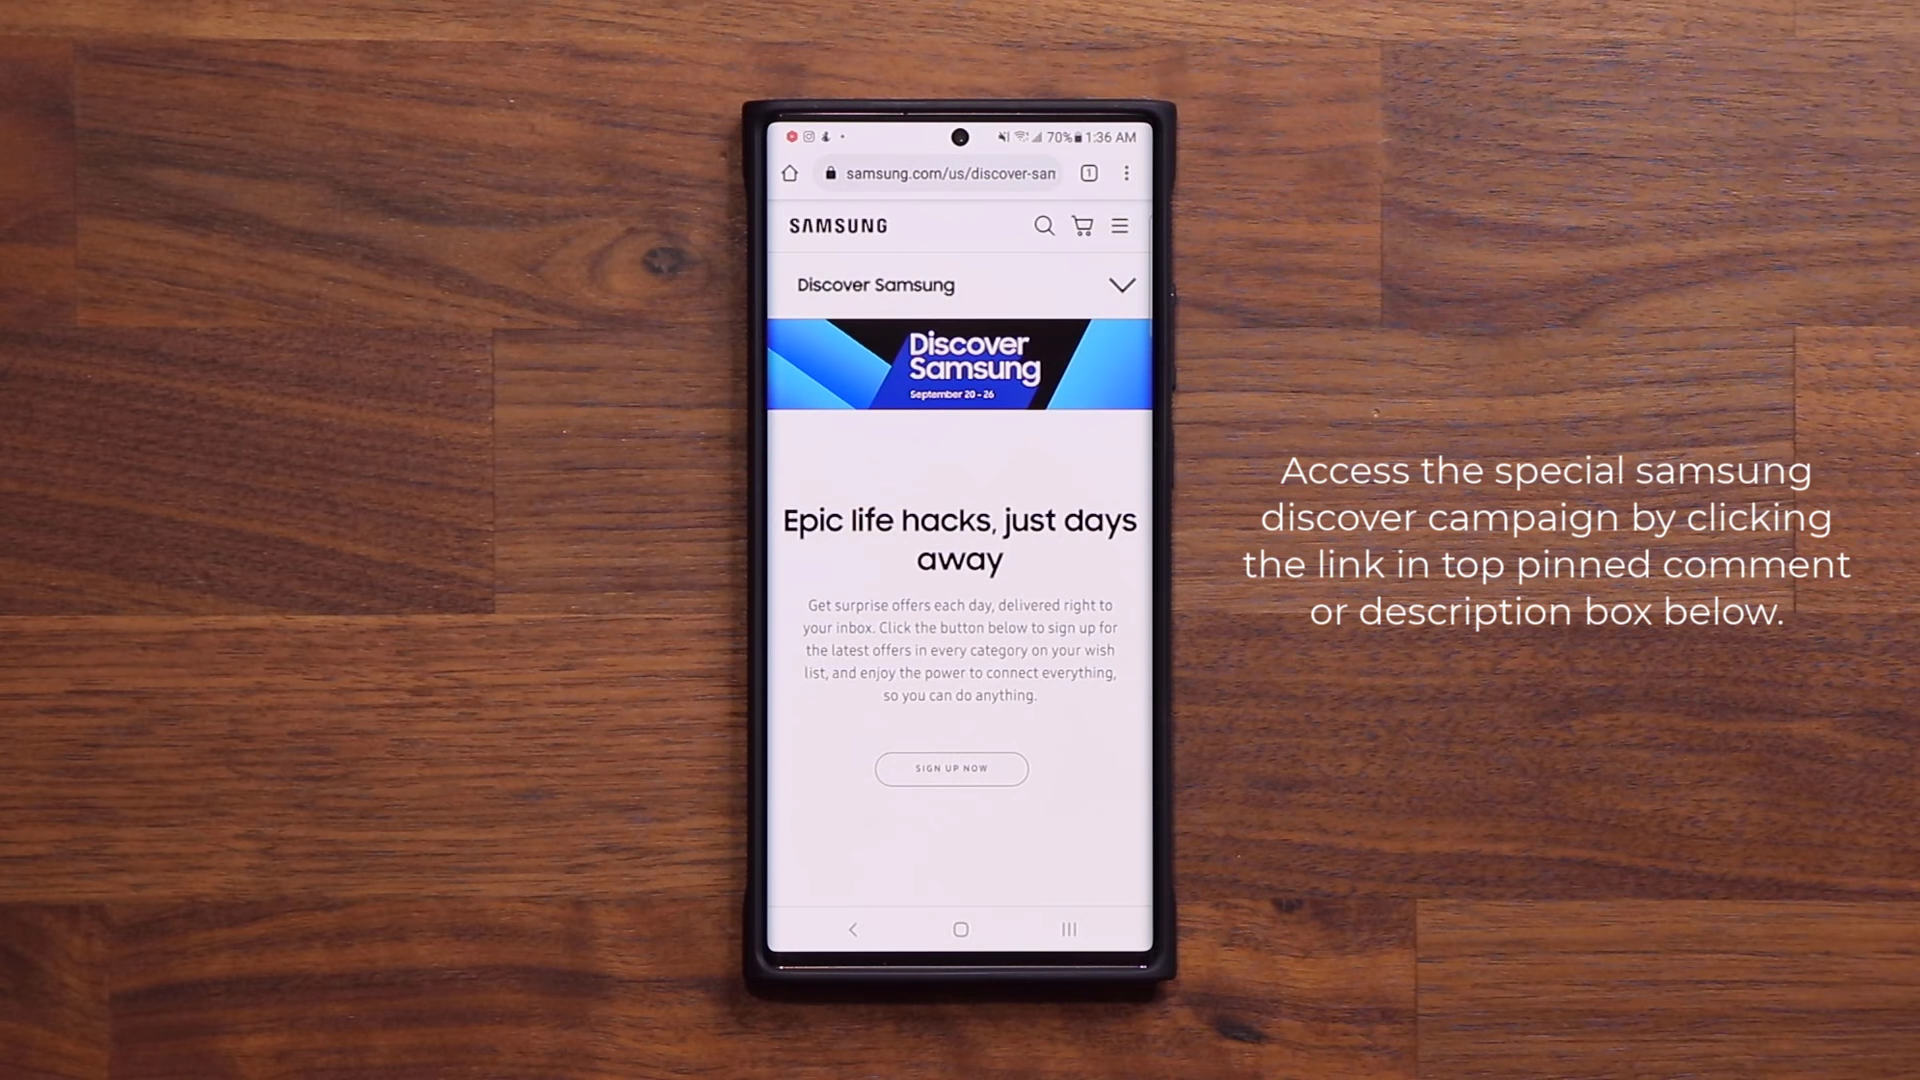 70% 1:36 AM
samsung.com/us/discover-san
1
SAMSUNG
Discover Samsung
Discover
Samsung
September 20 - 26
Epic life hacks, just days
away
Get surprise offers each day, delivered right to
your inbox. Click the button below to sign up for
the latest offers in every category on your wish
list, and enjoy the power to connect everything,
so you can do anything.
SIGN UP NOW
Access the special samsung
discover campaign by clicking
the link in top pinned comment
or description box below.